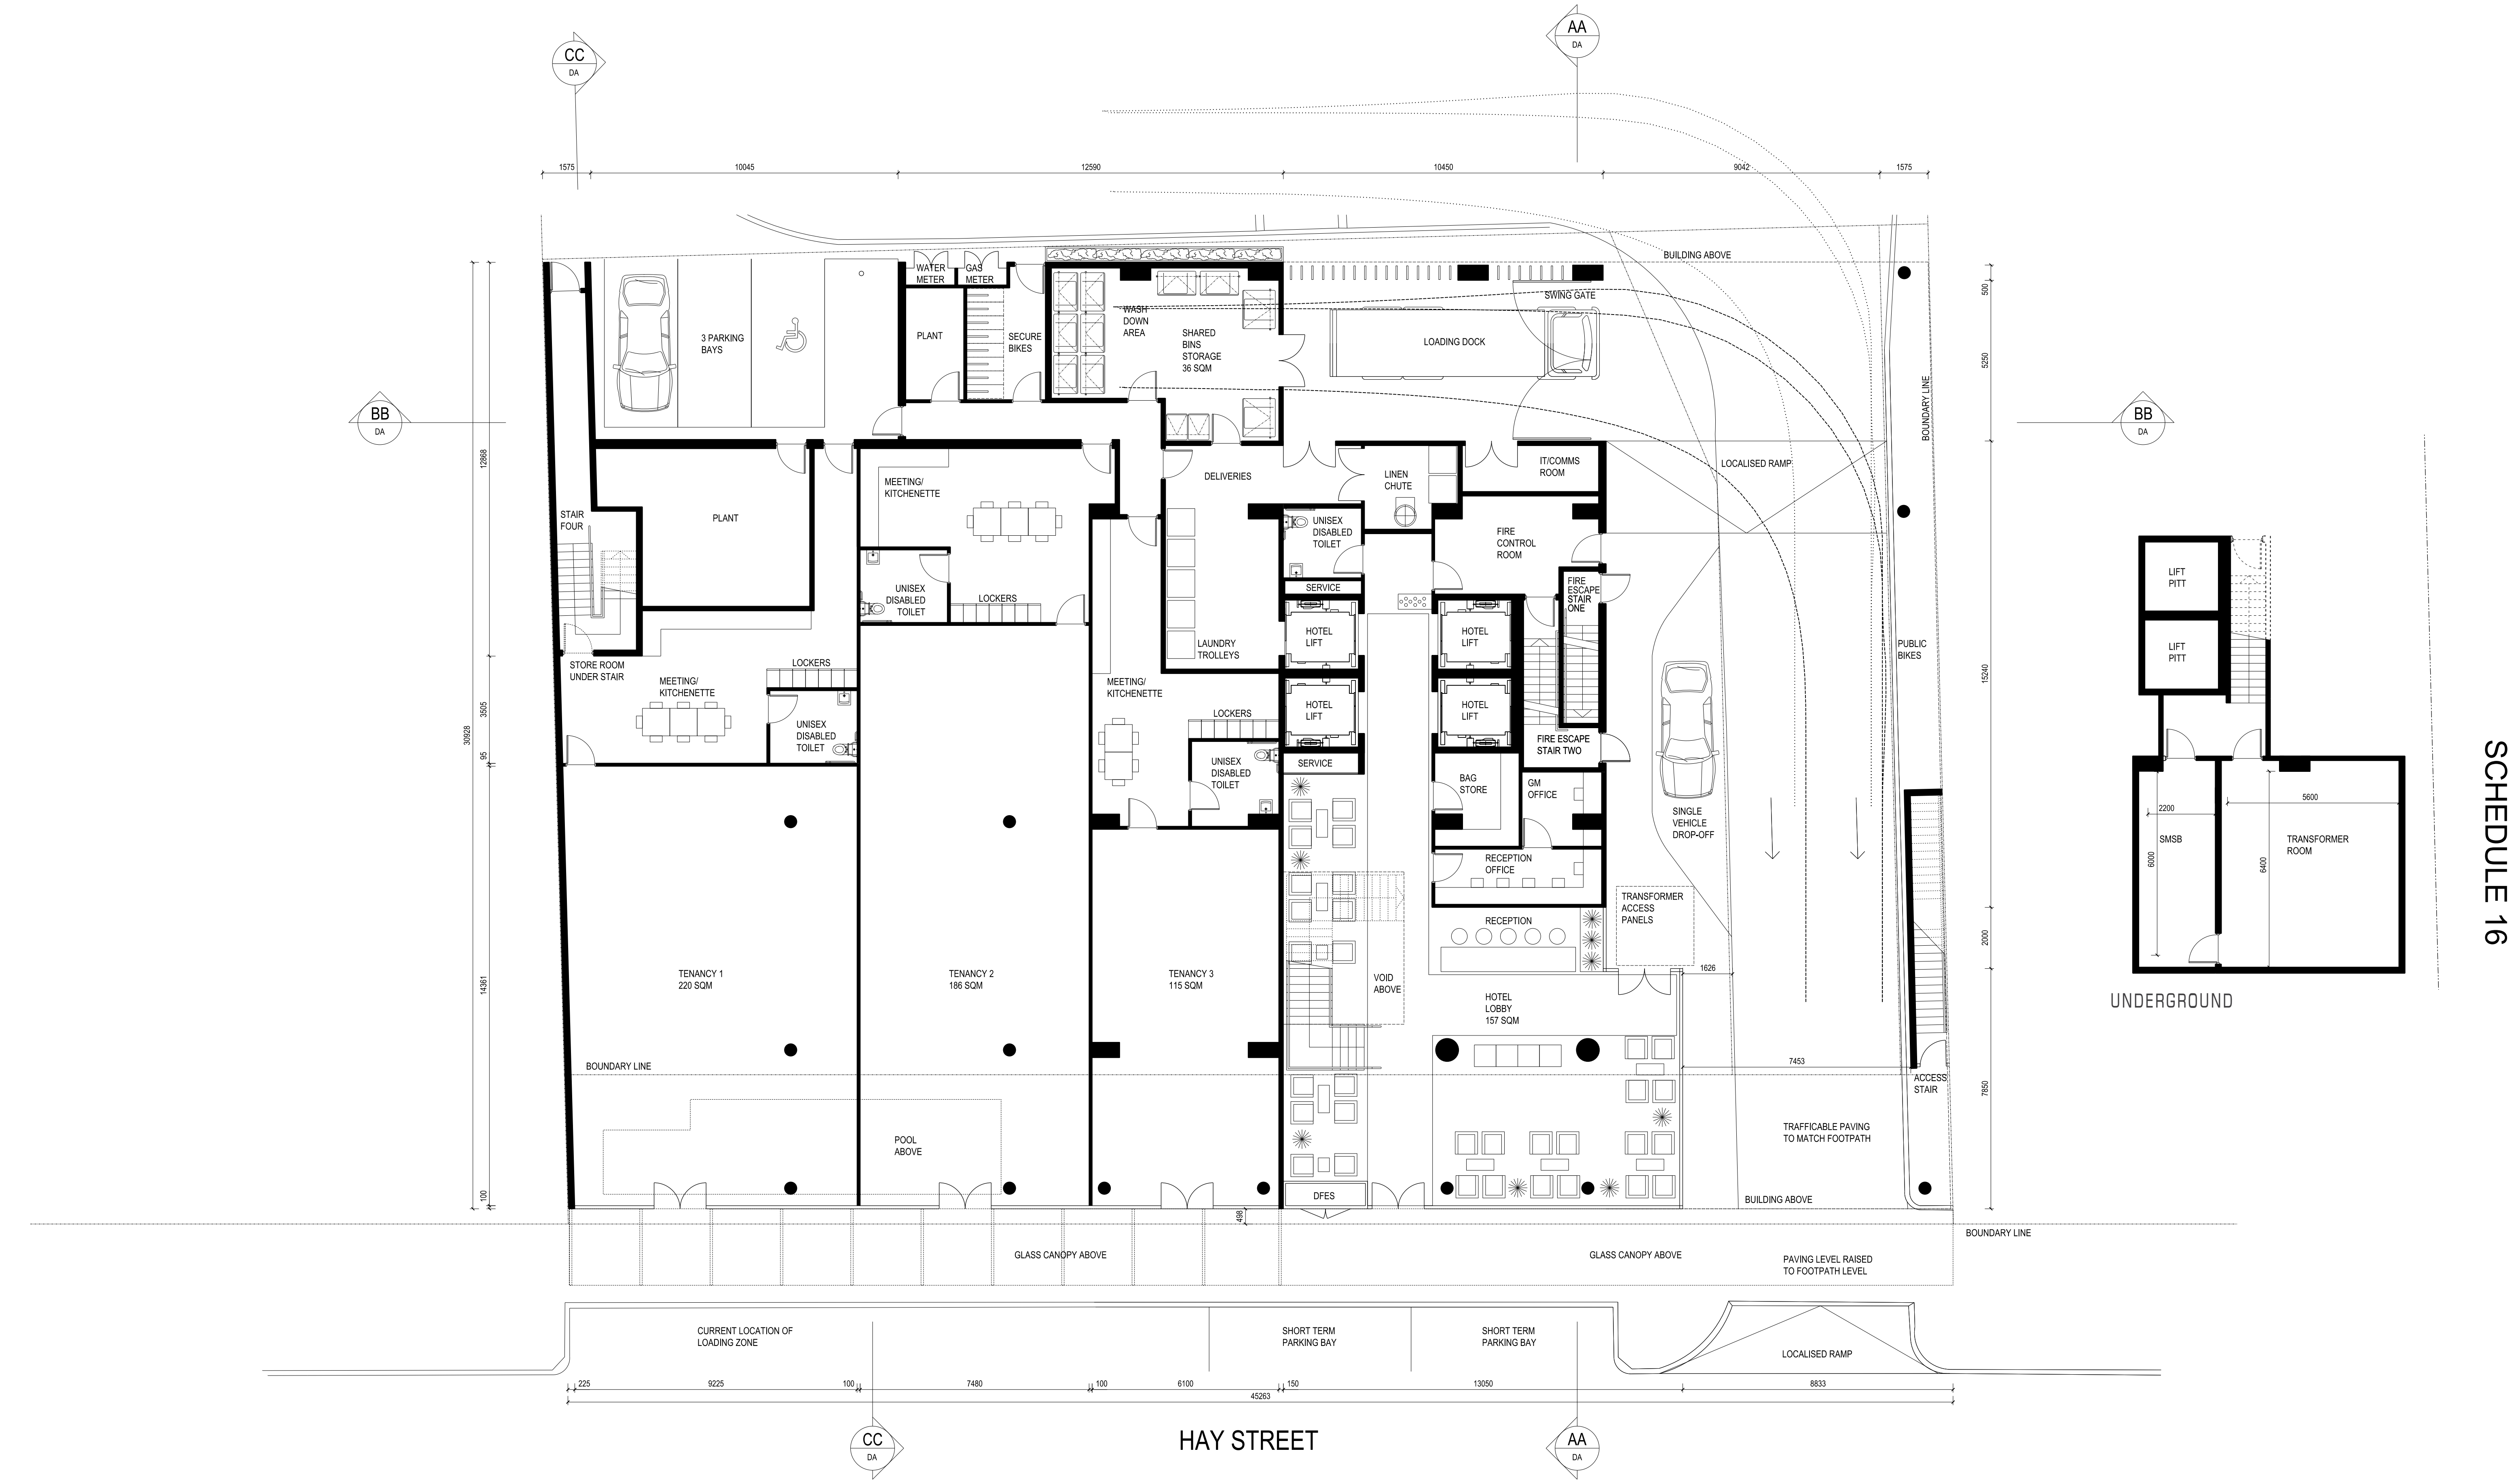 CC
DA
AA
DA
1575
10045
12590
10450
9042
1575
BUILDING ABOVE
WATER
METER
GAS
METER
SWING GATE
500
WASH
DOWN
AREA
3 PARKING
BAYS
PLANT
SECURE
BIKES
SHARED
BINS
STORAGE
36 SQM
LOADING DOCK
5250
BOUNDARY LINE
BB
DA
BB
DA
12868
MEETING/
KITCHENETTE
DELIVERIES
LINEN
CHUTE
IT/COMMS
ROOM
LOCALISED RAMP
STAIR
FOUR
PLANT
UNISEX
DISABLED
TOILET
FIRE
CONTROL
ROOM
UNISEX
DISABLED
TOILET
LOCKERS
SERVICE
FIRE
ESCAPE
STAIR
ONE
LIFT
PITT
LIFT
PITT
HOTEL
LIFT
HOTEL
LIFT
LAUNDRY
TROLLEYS
PUBLIC
BIKES
STORE ROOM
UNDER STAIR
LOCKERS
MEETING/
KITCHENETTE
MEETING/
KITCHENETTE
15240
3505
30928
95
UNISEX
DISABLED
TOILET
LOCKERS
HOTEL
LIFT
HOTEL
LIFT
FIRE ESCAPE
STAIR TWO
UNISEX
DISABLED
TOILET
SERVICE
BAG
STORE
GM
OFFICE
SINGLE
VEHICLE
DROP-OFF
2200
5600
SMSB
TRANSFORMER
ROOM
6000
6400
SCHEDULE 16
RECEPTION
OFFICE
TRANSFORMER
ACCESS
PANELS
RECEPTION
2000
TENANCY 1
220 SQM
TENANCY 2
186 SQM
TENANCY 3
115 SQM
VOID
ABOVE
1626
14361
HOTEL
LOBBY
157 SQM
UNDERGROUND
BOUNDARY LINE
7453
ACCESS
STAIR
7850
POOL
ABOVE
TRAFFICABLE PAVING
TO MATCH FOOTPATH
100
DFES
BUILDING ABOVE
498
BOUNDARY LINE
GLASS CANOPY ABOVE
GLASS CANOPY ABOVE
PAVING LEVEL RAISED
TO FOOTPATH LEVEL
CURRENT LOCATION OF
LOADING ZONE
SHORT TERM
PARKING BAY
SHORT TERM
PARKING BAY
LOCALISED RAMP
225
9225
100
7480
100
6100
150
13050
8833
45263
CC
DA
HAY STREET
AA
DA